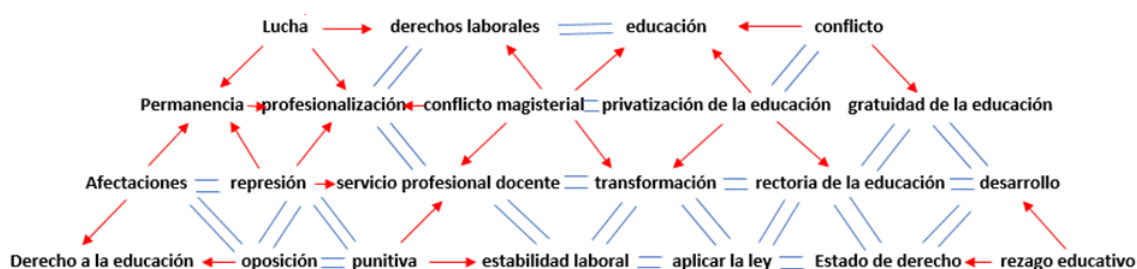 Lucha derechos laborales educación conflicto
Permanencia profesionalización conflicto magisterial privatización de la educación gratuidad de la educación
Afectaciones represión servicio profesional docente transformación rectoria de la educación desarrollo
Derecho a la educación oposición punitiva estabilidad laboral aplicar la ley Estado de derecho rezago educativo